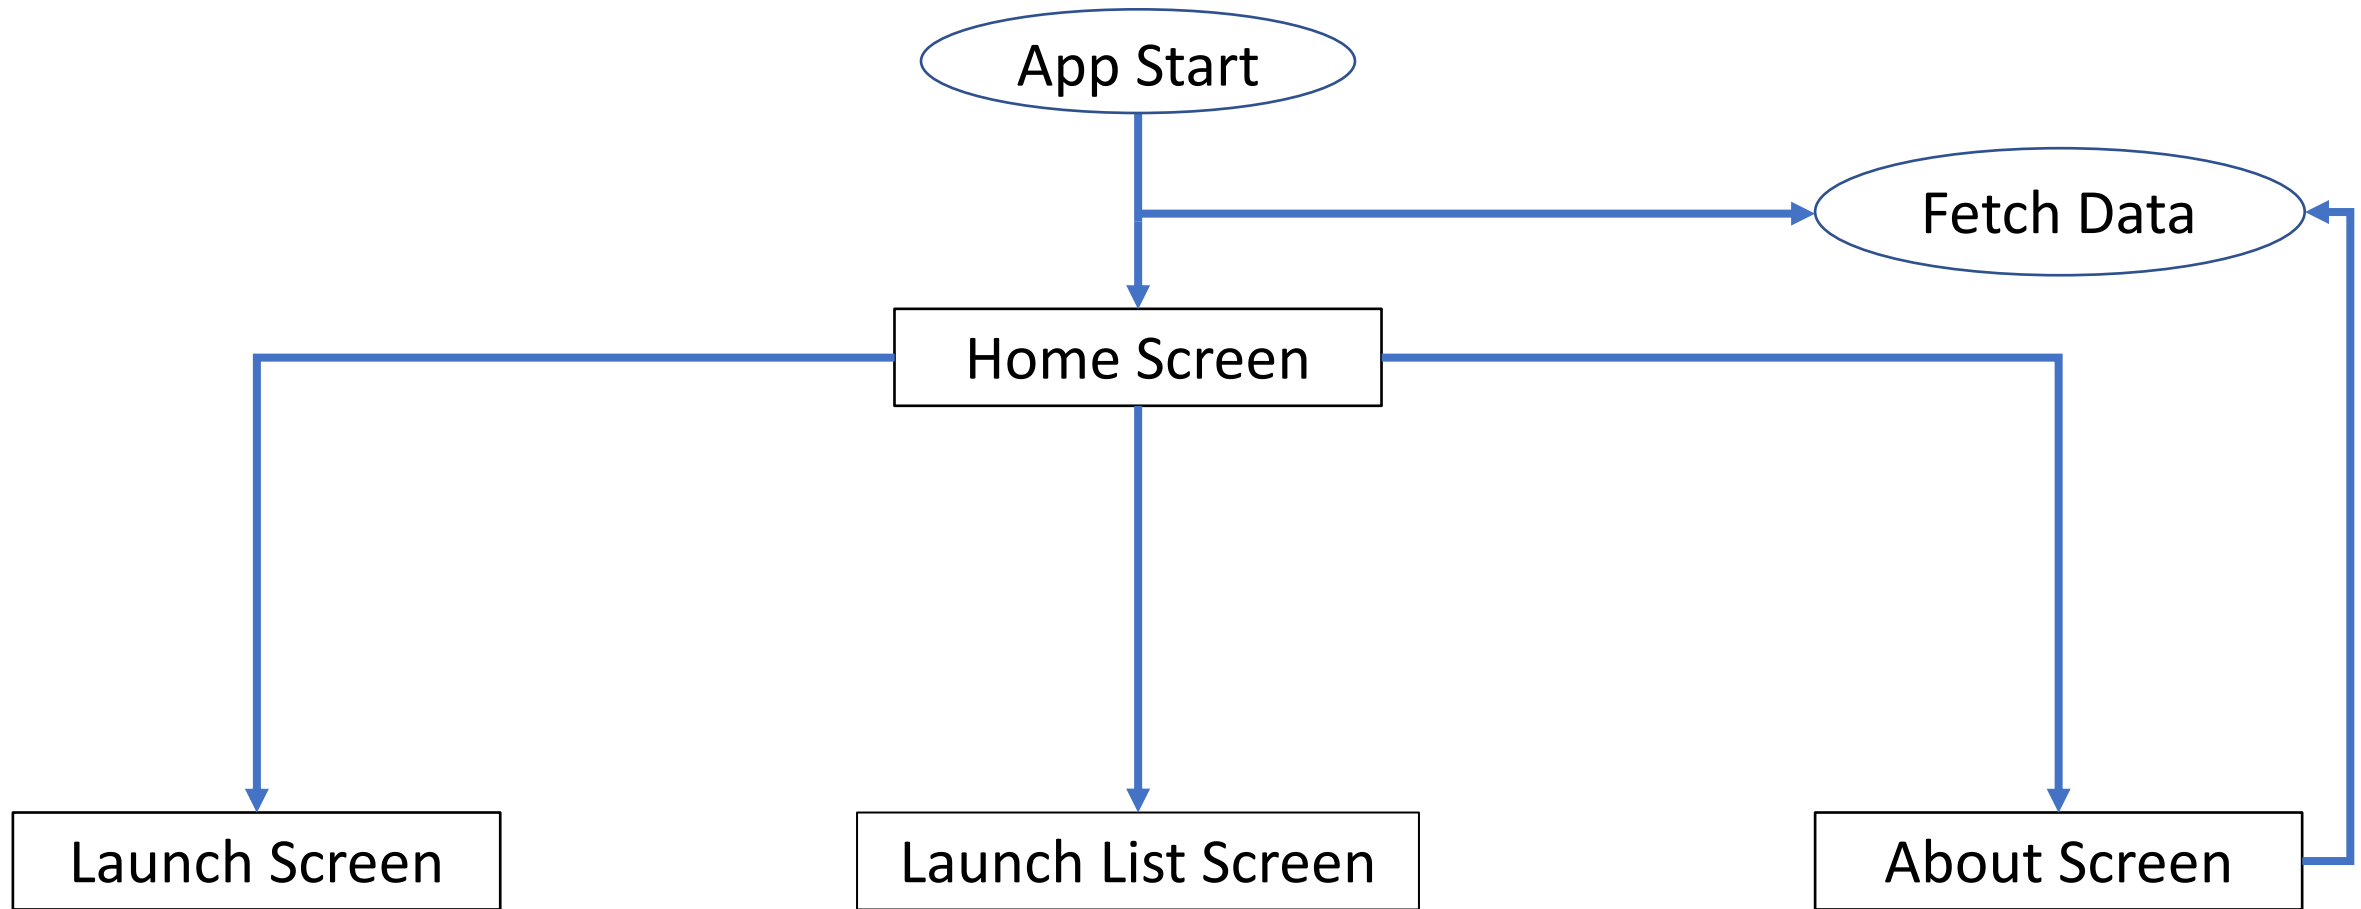 App Start
Fetch Data
Home Screen
Launch Screen
Launch List Screen
About Screen